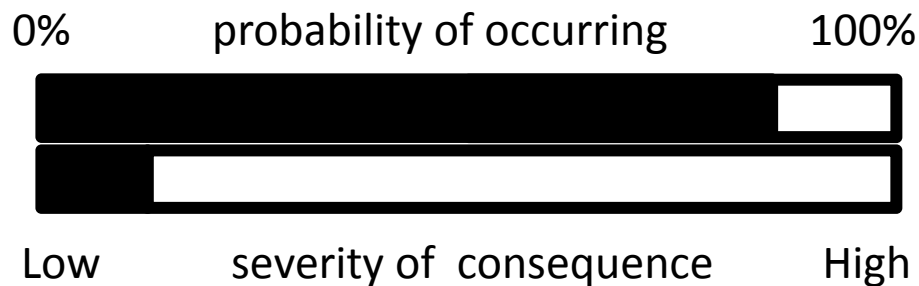 0% probability of occurring 100%
Low severity of consequence High